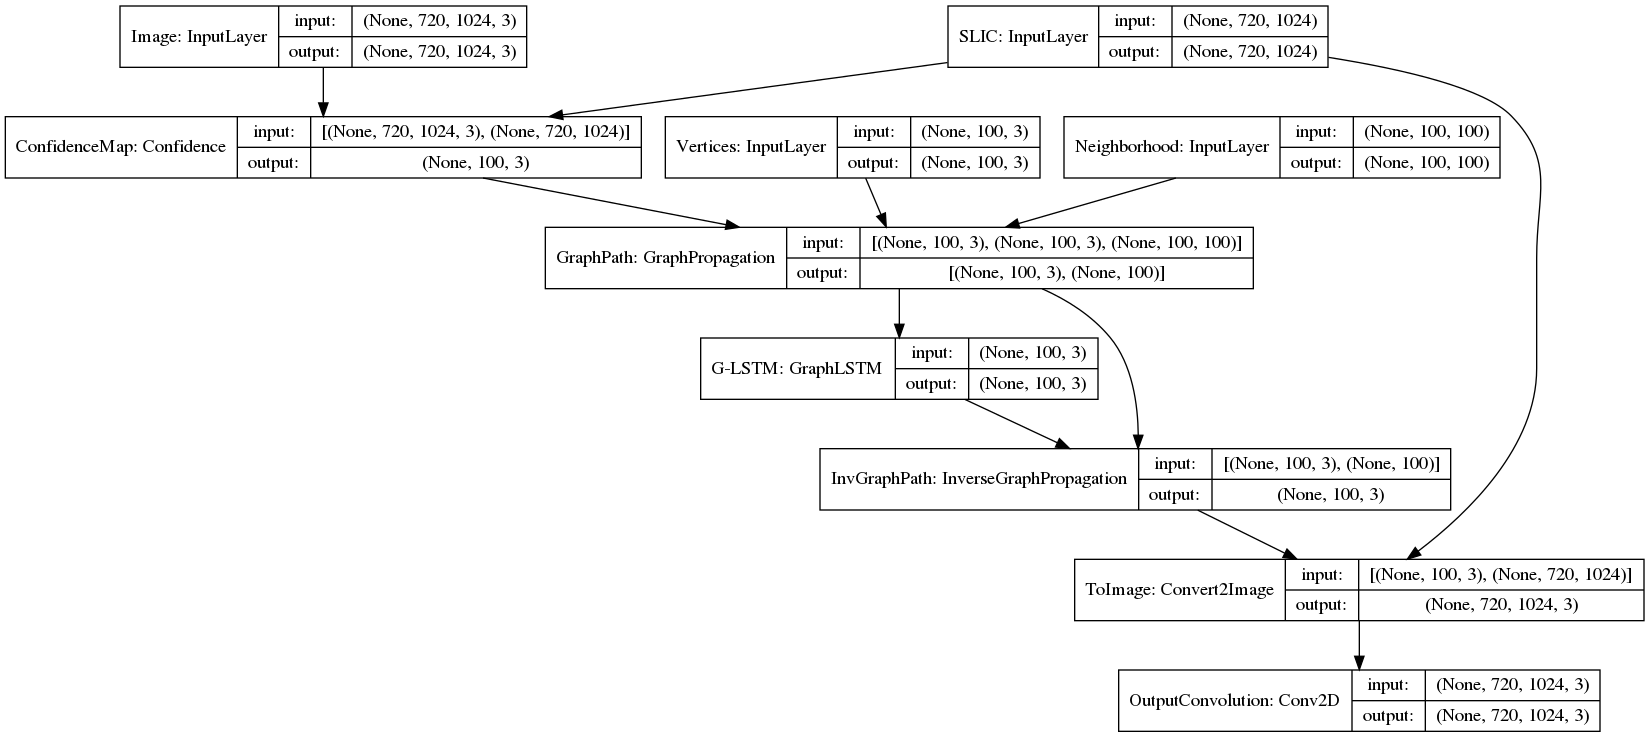 Image: InputLayer
input: (None, 720, 1024, 3)
output: (None, 720, 1024, 3)
SLIC: InputLayer
input: (None, 720, 1024)
output: (None, 720, 1024)
ConfidenceMap: Confidence
input: [(None, 720, 1024, 3), (None, 720, 1024)]
output: (None, 100, 3)
Vertices: InputLayer
input: (None, 100, 3)
output: (None, 100, 3)
Neighborhood: InputLayer
input: (None, 100, 100)
output: (None, 100, 100)
GraphPath: GraphPropagation
input: [(None, 100, 3), (None, 100, 3), (None, 100, 100)]
output: [(None, 100, 3), (None, 100)]
G-LSTM: GraphLSTM
input: (None, 100, 3)
output: (None, 100, 3)
InvGraphPath: InverseGraphPropagation
input: [(None, 100, 3), (None, 100)]
output: (None, 100, 3)
ToImage: Convert2Image
input: [(None, 100, 3), (None, 720, 1024)]
output: (None, 720, 1024, 3)
OutputConvolution: Conv2D
input: (None, 720, 1024, 3)
output: (None, 720, 1024, 3)